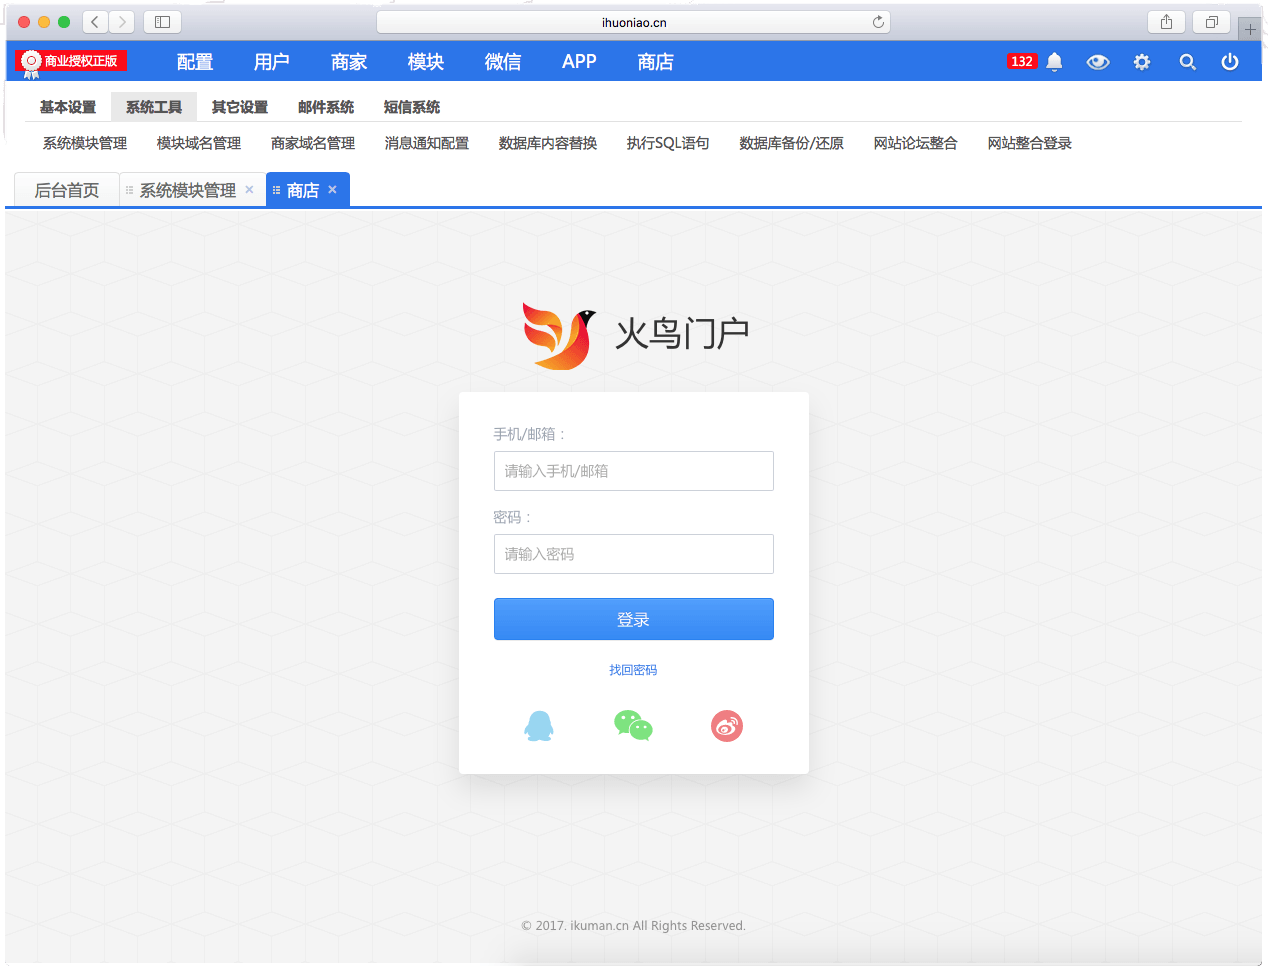 ihuoniao.cn
商业授权正版 配置 用户 商家 模块 微信 APP 商店 132
基本设置 系统工具 其它设置 邮件系统 短信系统
系统模块管理 模块域名管理 商家域名管理 消息通知配置 数据库内容替换 执行SQL语句 数据库备份/还原 网站论坛整合 网站整合登录
后台首页 系统模块管理 × 商店 ×
火鸟门户
手机/邮箱：
请输入手机/邮箱
密码：
请输入密码
登录
找回密码
© 2017. ikuman.cn All Rights Reserved.